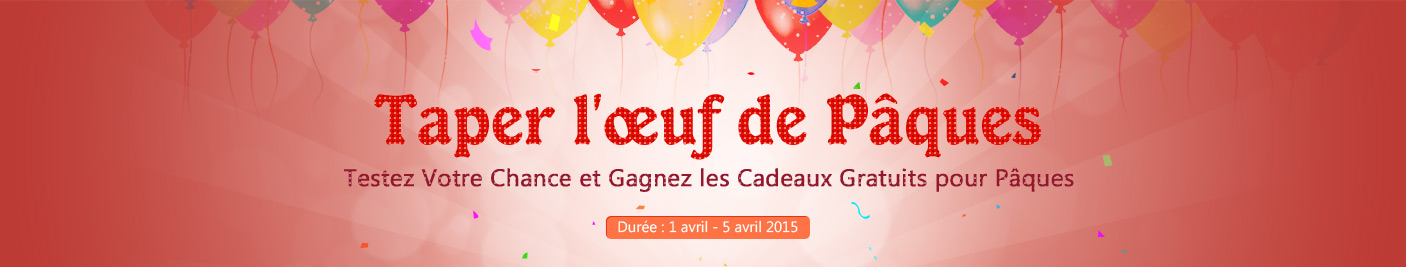 Taper l'œuf de Pâques
Testez Votre Chance et Gagnez les Cadeaux Gratuits pour Pâques
Durée : 1 avril - 5 avril 2015